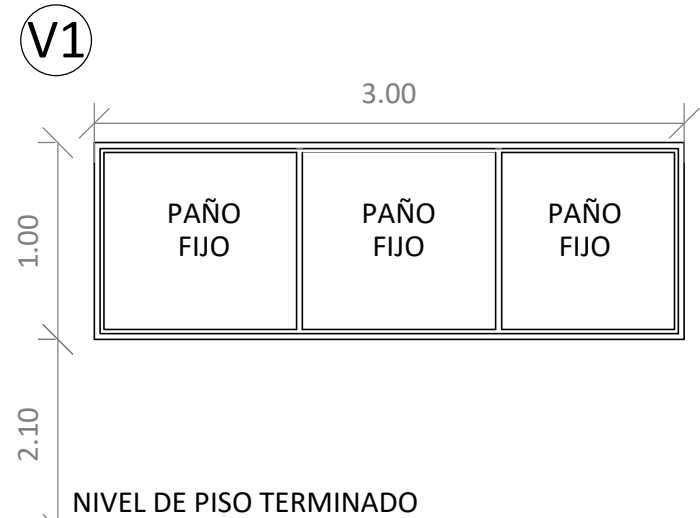 V1
3.00
1.00
PAÑO
FIJO
PAÑO
FIJO
PAÑO
FIJO
2.10
NIVEL DE PISO TERMINADO